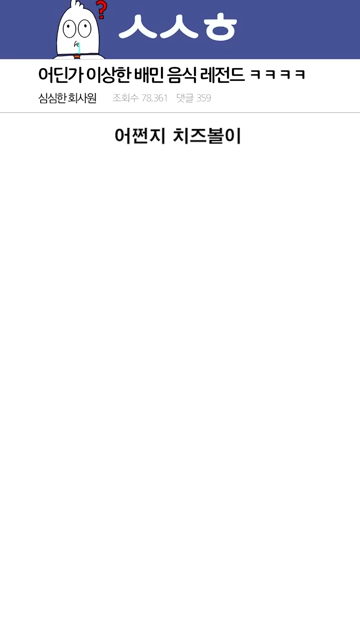 ?
ㅅㅅㅎ
어딘가 이상한 배민 음식 레전드 ㅋㅋㅋㅋ
심심한 회사원 조회수 78,361 댓글 359
어쩐지 치즈볼이